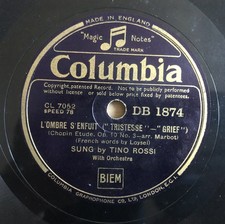 MADE IN ENGLAND
"Magic Notes"
TRADE MARK
Columbia
Copyright, patented Record. Not to be publicly performed
without licence or sold below price fixed by patentees.
CL 7052
SPEED 78
DB 1874
L'OMBRE S'ENFUIT ("TRISTESSE" — "GRIEF")
(Chopin Etude, Op. 10 No. 3—arr. Marbot)
(French words by Lossel)
SUNG by TINO ROSSI
With Orchestra
BIEM
COLUMBIA GRAPHOPHONE CO. LTD. LONDON, E.C.1.